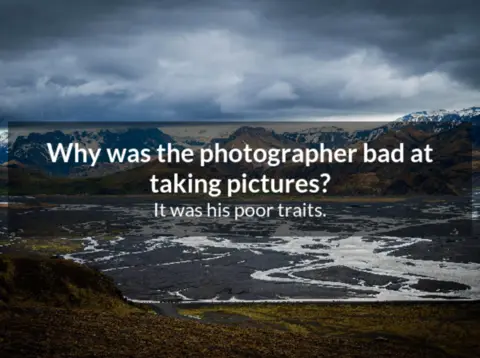 Why was the photographer bad at
taking pictures?
It was his poor traits.